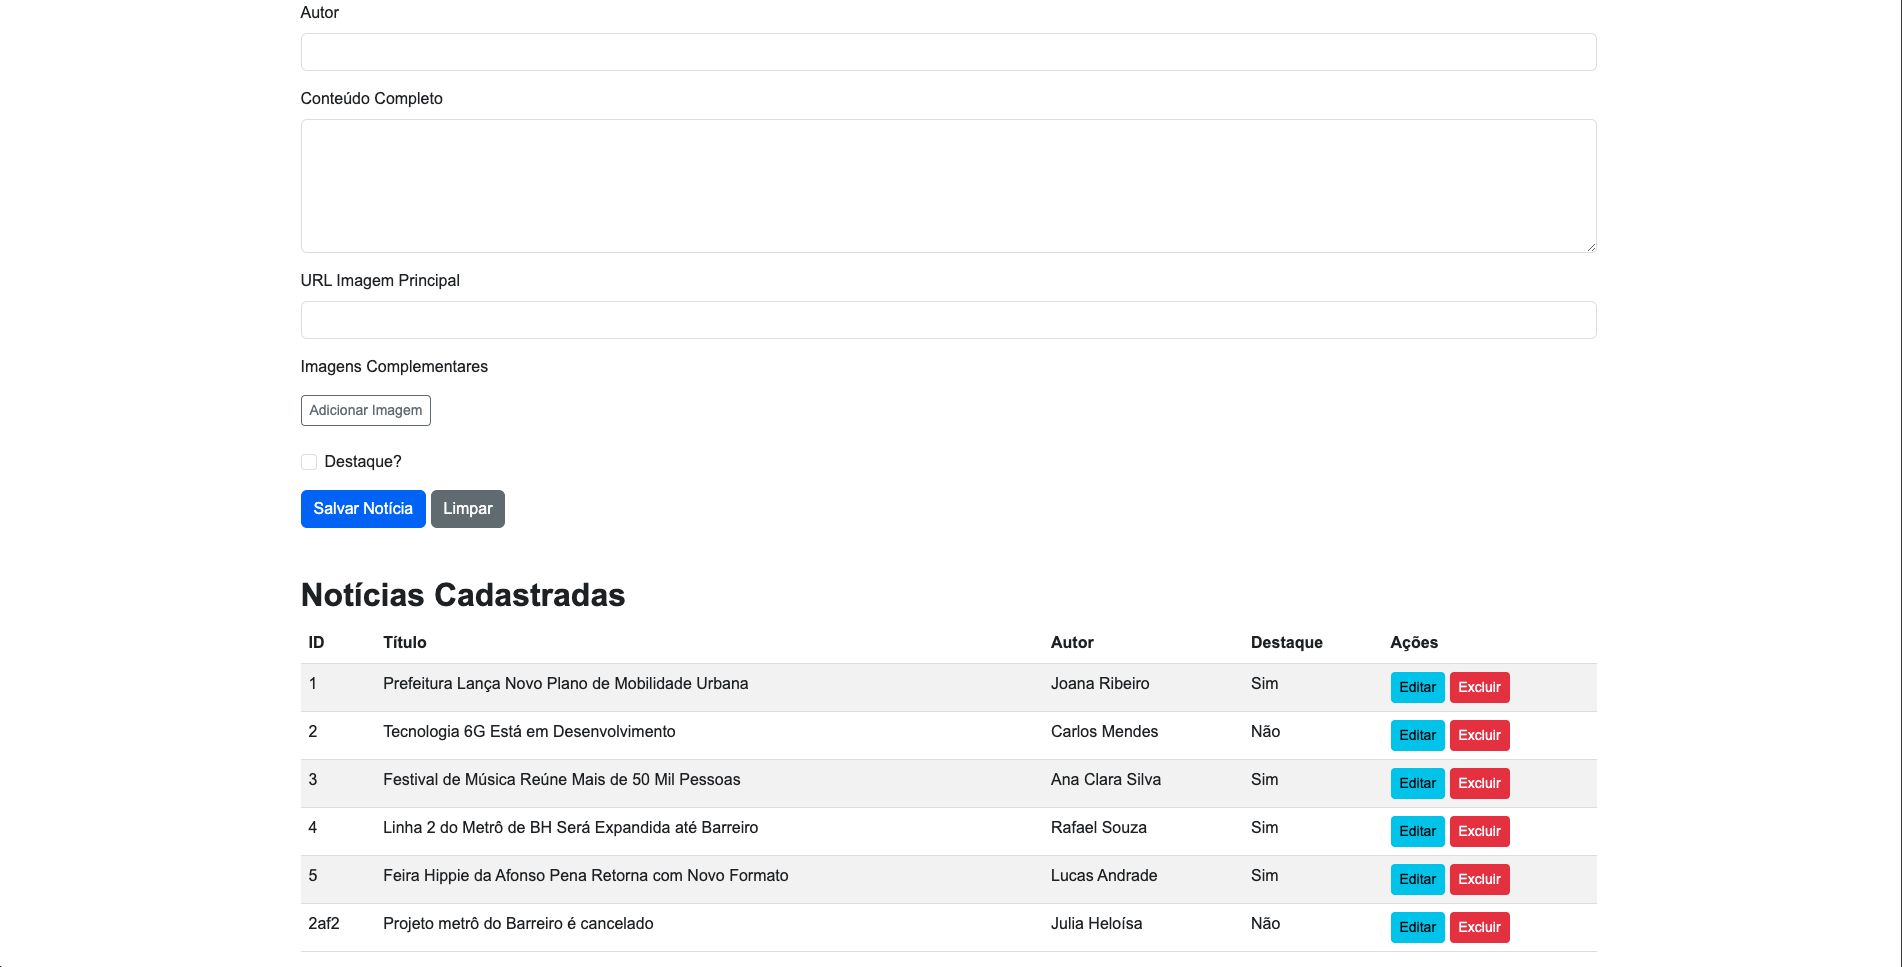 Autor
Conteúdo Completo
URL Imagem Principal
Imagens Complementares
Adicionar Imagem
Destaque?
Salvar Notícia Limpar
Notícias Cadastradas
ID Título Autor Destaque Ações
1 Prefeitura Lança Novo Plano de Mobilidade Urbana Joana Ribeiro Sim Editar Excluir
2 Tecnologia 6G Está em Desenvolvimento Carlos Mendes Não Editar Excluir
3 Festival de Música Reúne Mais de 50 Mil Pessoas Ana Clara Silva Sim Editar Excluir
4 Linha 2 do Metrô de BH Será Expandida até Barreiro Rafael Souza Sim Editar Excluir
5 Feira Hippie da Afonso Pena Retorna com Novo Formato Lucas Andrade Sim Editar Excluir
2af2 Projeto metrô do Barreiro é cancelado Julia Heloísa Não Editar Excluir